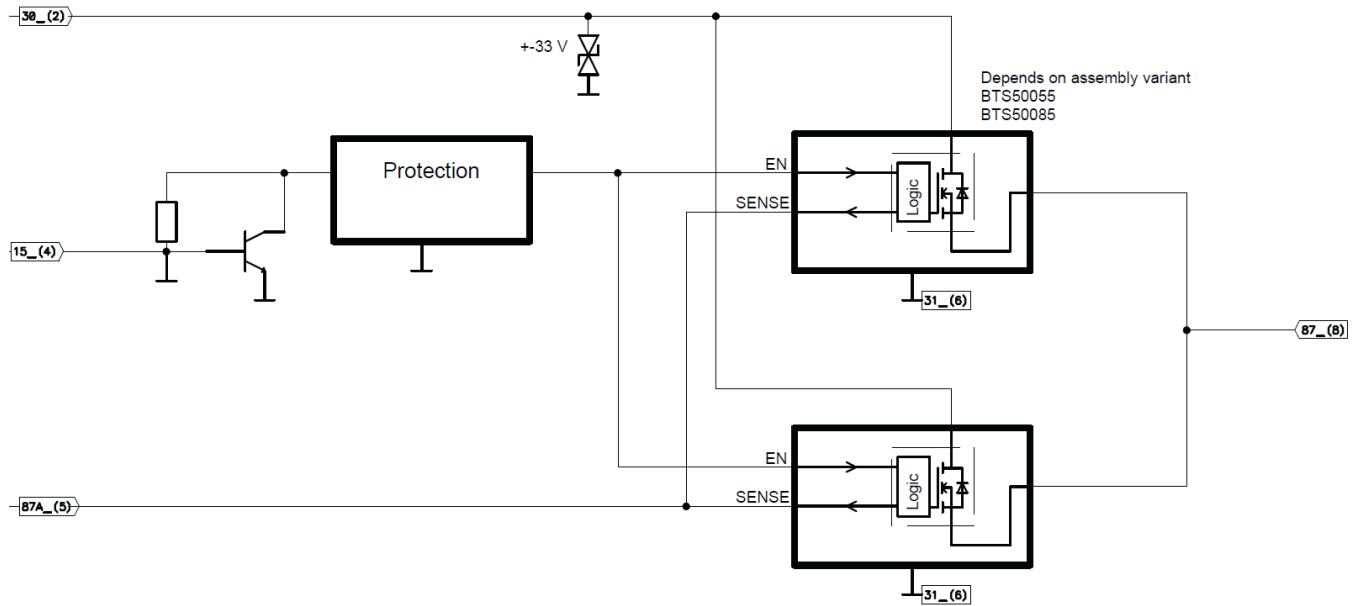 30_(2)
+-33 V
Depends on assembly variant
BTS50055
BTS50085
Protection
EN
SENSE
Logic
15_(4)
31_(6)
87_(8)
EN
SENSE
Logic
87A_(5)
31_(6)